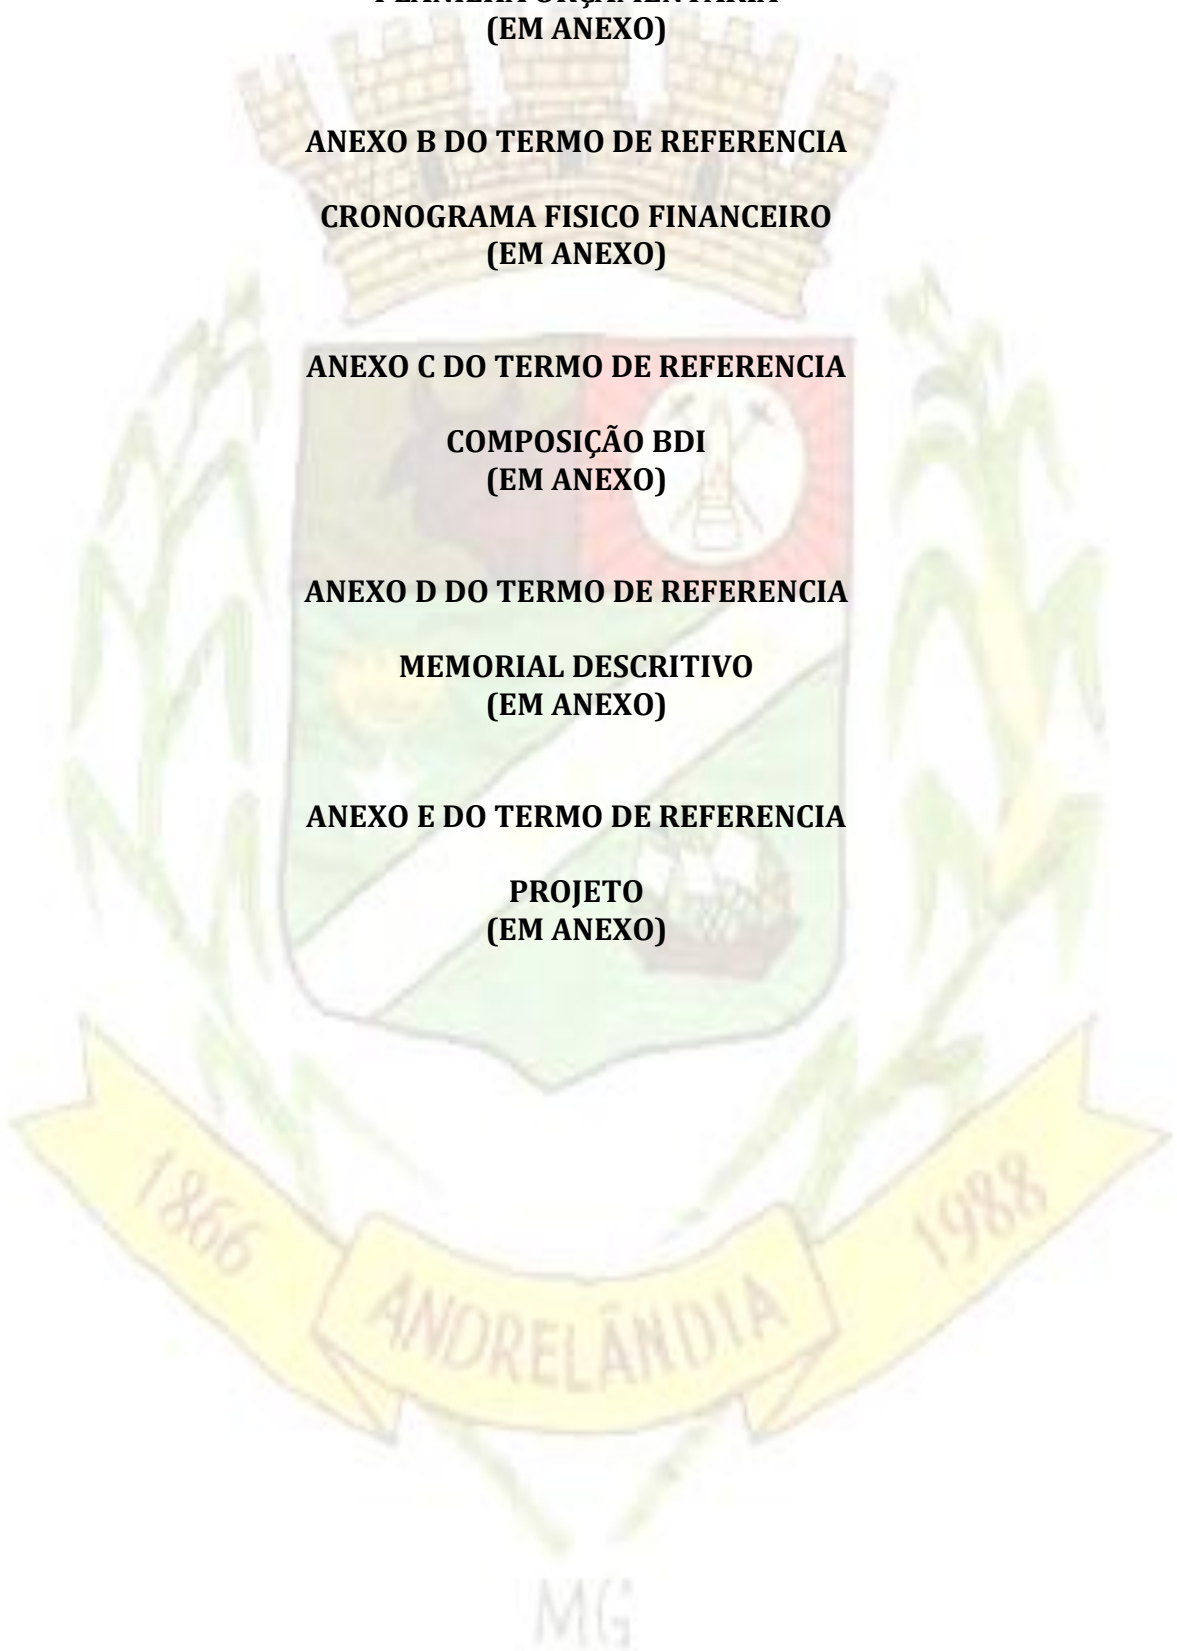 PLANILHA ORÇAMENTÁRIA
(EM ANEXO)
ANEXO B DO TERMO DE REFERENCIA
CRONOGRAMA FISICO FINANCEIRO
(EM ANEXO)
ANEXO C DO TERMO DE REFERENCIA
COMPOSIÇÃO BDI
(EM ANEXO)
ANEXO D DO TERMO DE REFERENCIA
MEMORIAL DESCRITIVO
(EM ANEXO)
ANEXO E DO TERMO DE REFERENCIA
PROJETO
(EM ANEXO)
1866
ANDRELÂNDIA
1988
MG